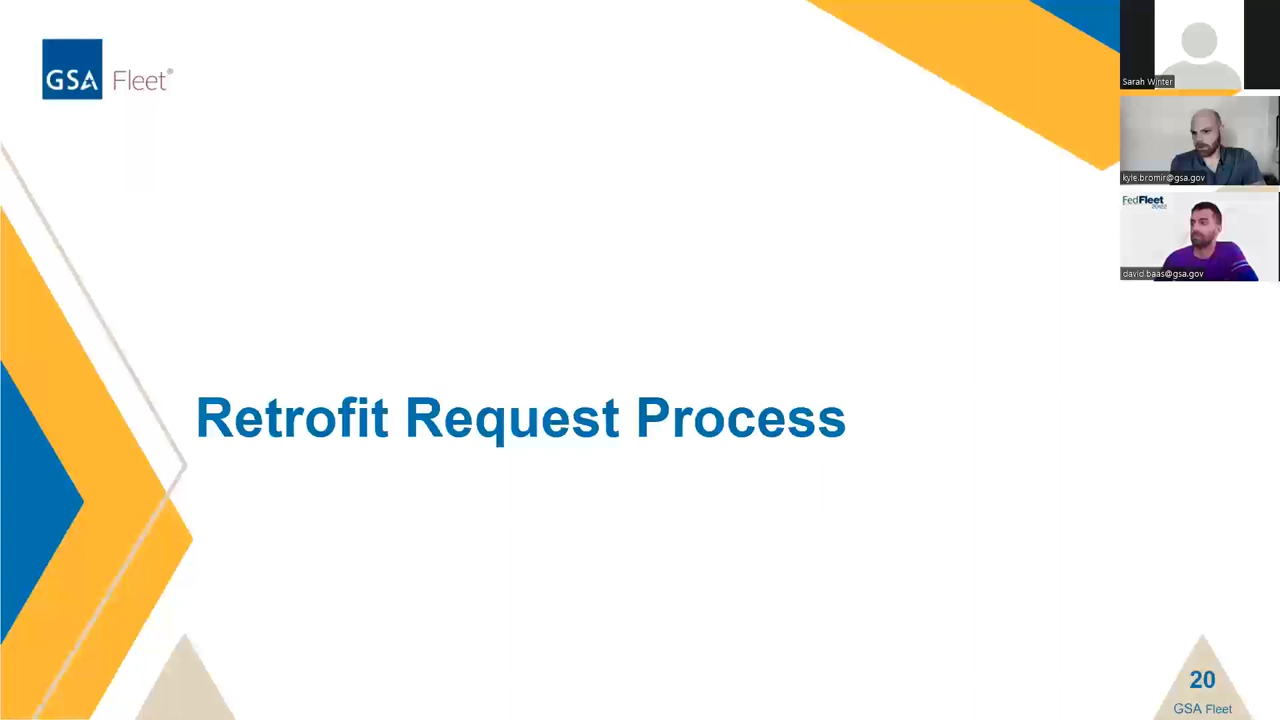 GSA Fleet®
Sarah Winter
kyle.bromir@gsa.gov
FedFleet
david.baas@gsa.gov
Retrofit Request Process
20
GSA Fleet